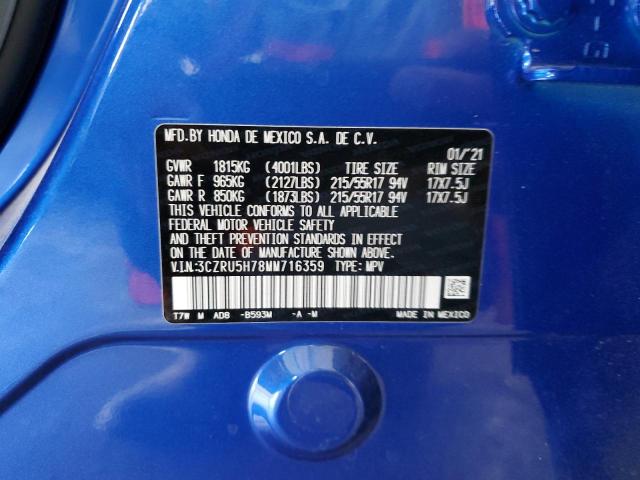 MFD.BY HONDA DE MEXICO S.A. DE C.V.
01/'21
GVWR 1815KG (4001LBS) TIRE SIZE RIM SIZE
GAWR F 965KG (2127LBS) 215/55R17 94V 17X7.5J
GAWR R 850KG (1873LBS) 215/55R17 94V 17X7.5J
THIS VEHICLE CONFORMS TO ALL APPLICABLE
FEDERAL MOTOR VEHICLE SAFETY
AND THEFT PREVENTION STANDARDS IN EFFECT
ON THE DATE OF MANUFACTURE SHOWN ABOVE.
V.I.N:3CZRU5H78MM716359 TYPE: MPV
T7W M AD8 -B593M -A -M MADE IN MEXICO